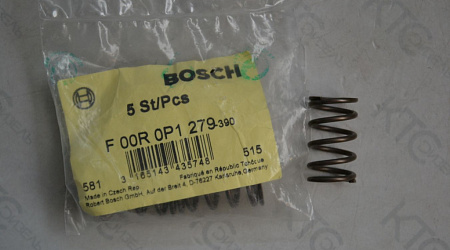 BOSCH
5 St/Pcs
F 00R 0P1 279-390
3 165143 435748
581
515
Made in Czech Rep.
Fabriqué en République Tchèque
Robert Bosch GmbH, Auf der Breit 4, D-76227 Karlsruhe, Germany
KTG